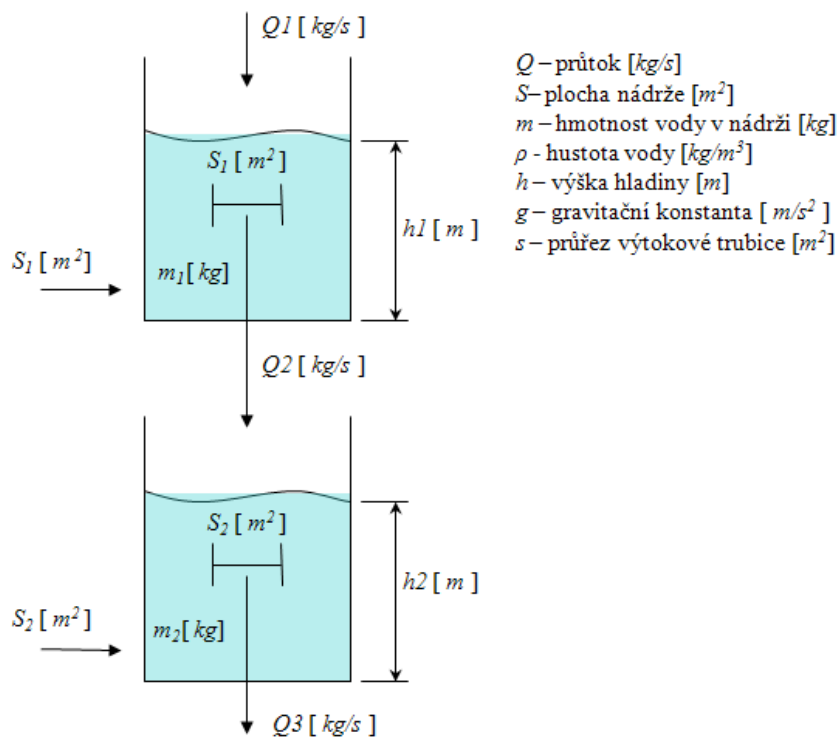 Q1 [ kg/s ]
S₁ [ m² ]
h1 [ m ]
S₁ [ m² ]
m₁[ kg]
Q2 [ kg/s ]
S₂ [ m² ]
h2 [ m ]
S₂ [ m² ]
m₂[ kg]
Q3 [ kg/s ]
Q – průtok [kg/s]
S– plocha nádrže [m²]
m – hmotnost vody v nádrži [kg]
ρ - hustota vody [kg/m³]
h – výška hladiny [m]
g – gravitační konstanta [ m/s² ]
s – průřez výtokové trubice [m²]